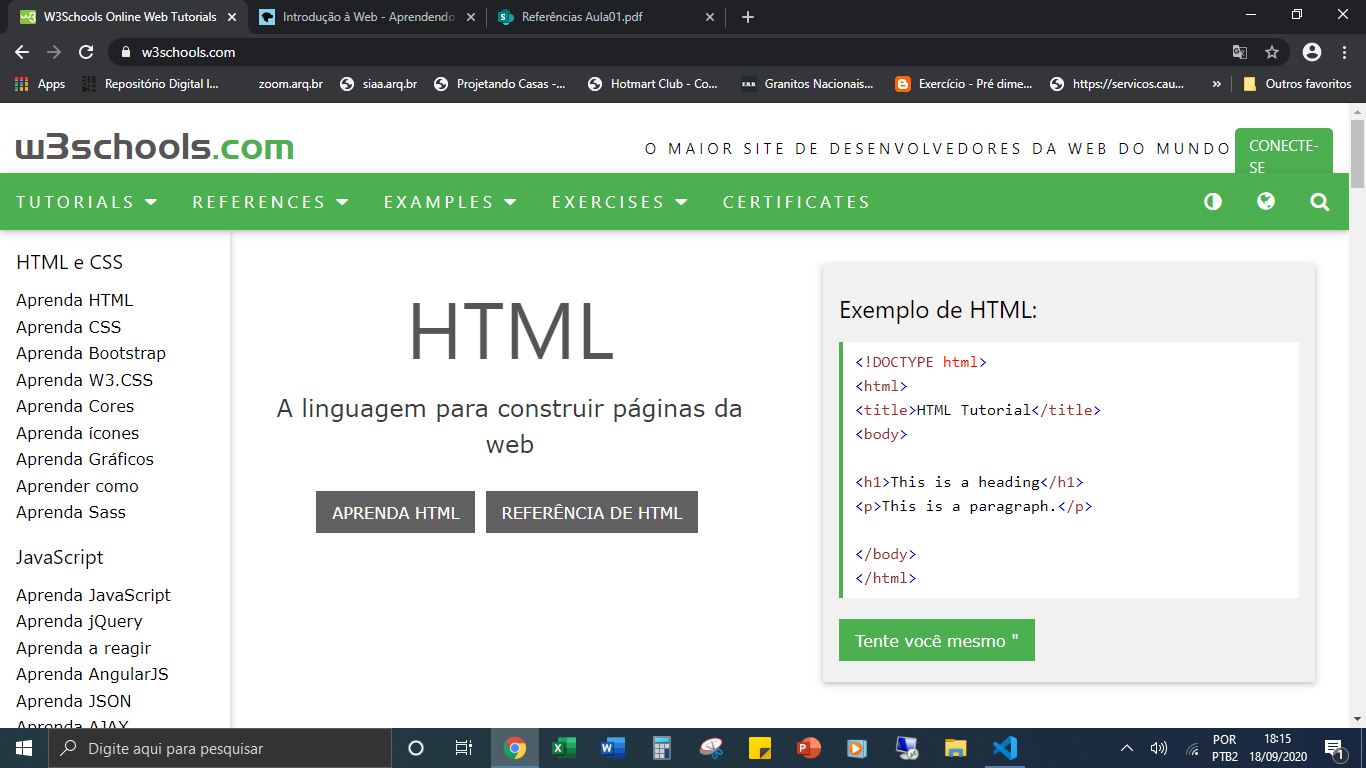 W3Schools Online Web Tutorials
Introdução à Web - Aprendendo
Referências Aula01.pdf
w3schools.com
Apps
Repositório Digital I...
zoom.arq.br
siaa.arq.br
Projetando Casas -...
Hotmart Club - Co...
Granitos Nacionais...
Exercício - Pré dime...
https://servicos.cau...
»
Outros favoritos
w3schools.com
O MAIOR SITE DE DESENVOLVEDORES DA WEB DO MUNDO
CONECTE-
SE
TUTORIALS
REFERENCES
EXAMPLES
EXERCISES
CERTIFICATES
HTML e CSS
Aprenda HTML
Aprenda CSS
Aprenda Bootstrap
Aprenda W3.CSS
Aprenda Cores
Aprenda ícones
Aprenda Gráficos
Aprender como
Aprenda Sass
JavaScript
Aprenda JavaScript
Aprenda jQuery
Aprenda a reagir
Aprenda AngularJS
Aprenda JSON
Aprenda AJAX
HTML
A linguagem para construir páginas da
web
APRENDA HTML
REFERÊNCIA DE HTML
Exemplo de HTML:
<!DOCTYPE html>
<html>
<title>HTML Tutorial</title>
<body>
<h1>This is a heading</h1>
<p>This is a paragraph.</p>
</body>
</html>
Tente você mesmo "
Digite aqui para pesquisar
POR
PTB2
18:15
18/09/2020
1